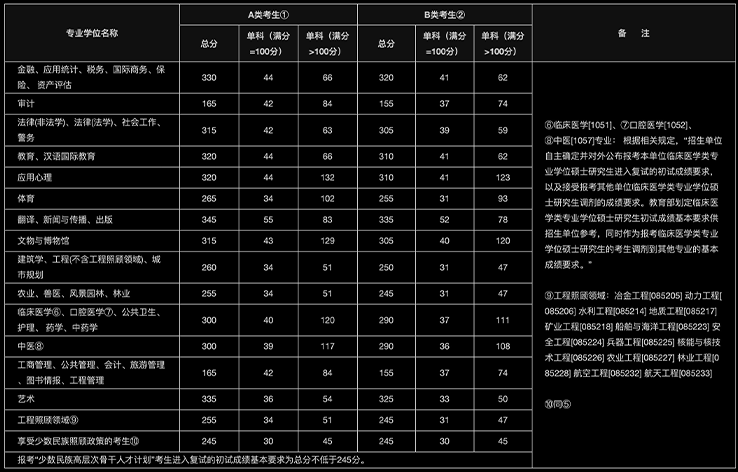 专业学位名称 A类考生① B类考生② 备 注
总分 单科（满分=100分） 单科（满分>100分） 总分 单科（满分=100分） 单科（满分>100分）
金融、应用统计、税务、国际商务、保
险、 资产评估 330 44 66 320 41 62
审计 165 42 84 155 37 74
法律(非法学)、法律(法学)、社会工作、
警务 315 42 63 305 39 59
教育、汉语国际教育 320 44 66 310 41 62
应用心理 320 44 132 310 41 123
体育 265 34 102 255 31 93
翻译、新闻与传播、出版 345 55 83 335 52 78
文物与博物馆 315 43 129 305 40 120
建筑学、工程(不含工程照顾领域)、城
市规划 260 34 51 250 31 47
农业、兽医、风景园林、林业 255 34 51 245 31 47
临床医学⑥、口腔医学⑦、公共卫生、
护理、 药学、中药学 300 40 120 290 37 111
中医⑧ 300 39 117 290 36 108
工商管理、公共管理、会计、旅游管理
、图书情报、工程管理 165 42 84 155 37 74
艺术 335 36 54 325 33 50
工程照顾领域⑨ 255 34 51 245 31 47
享受少数民族照顾政策的考生⑩ 245 30 45 245 30 45
报考“少数民族高层次骨干人才计划”考生进入复试的初试成绩基本要求为总分不低于245分。
⑥临床医学[1051]、⑦口腔医学[1052]、
⑧中医[1057]专业： 根据相关规定，“招生单位
自主确定并对外公布报考本单位临床医学类专
业学位硕士研究生进入复试的初试成绩要求，
以及接受报考其他单位临床医学类专业学位硕
士研究生调剂的成绩要求。教育部划定临床医
学类专业学位硕士研究生初试成绩基本要求供
招生单位参考，同时作为报考临床医学类专业
学位硕士研究生的考生调剂到其他专业的基本
成绩要求。”
⑨工程照顾领域：冶金工程[085205] 动力工程[
085206] 水利工程[085214] 地质工程[085217]
矿业工程[085218] 船舶与海洋工程[085223] 安
全工程[085224] 兵器工程[085225] 核能与核技
术工程[085226] 农业工程[085227] 林业工程[0
85228] 航空工程[085232] 航天工程[085233]
⑩同⑤